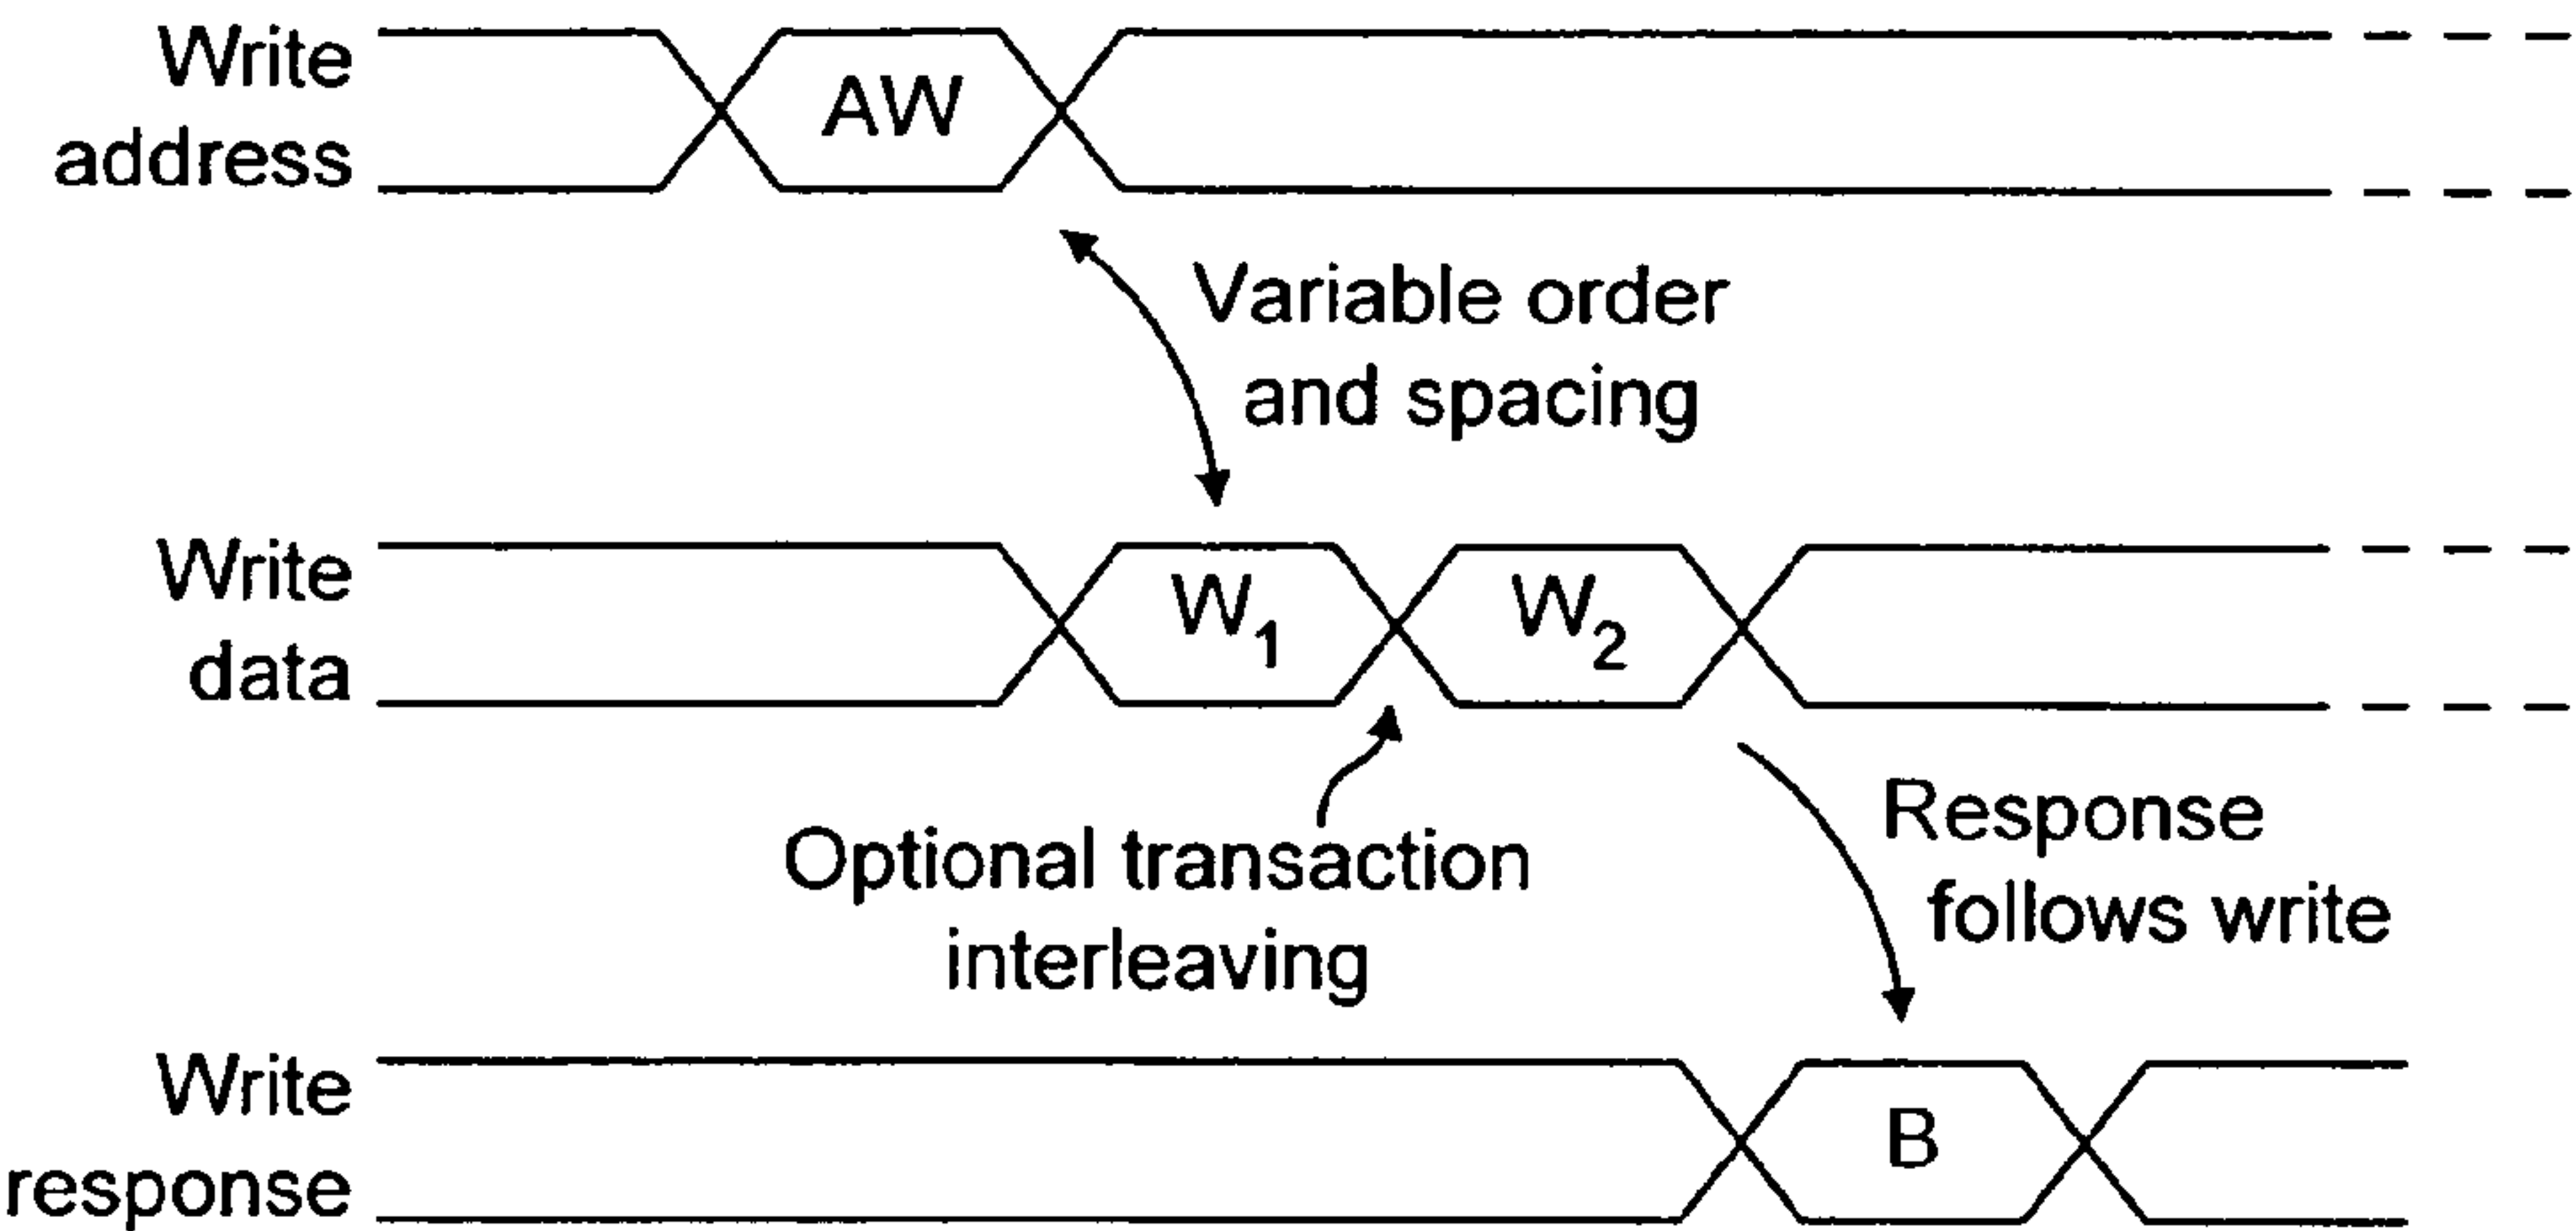 Write
address
AW
Variable order
and spacing
Write
data
W1
W2
Optional transaction
interleaving
Response
follows write
Write
response
B